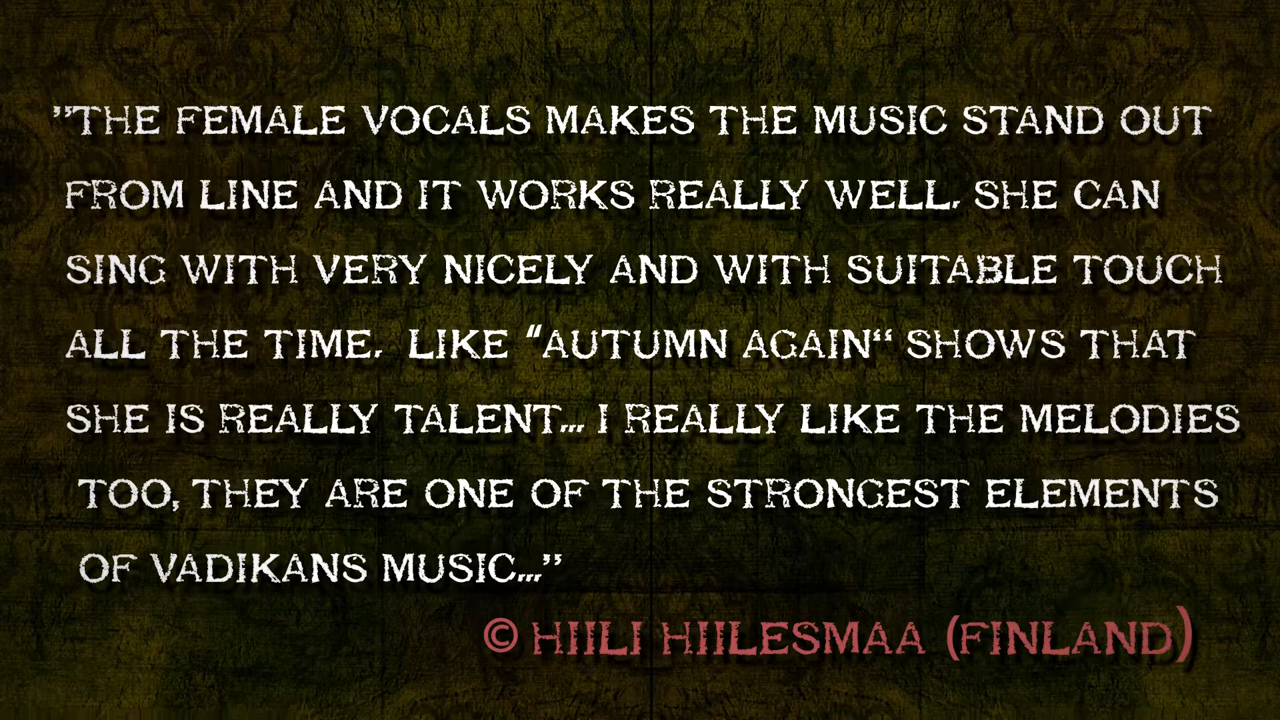 ”THE FEMALE VOCALS MAKES THE MUSIC STAND OUT
FROM LINE AND IT WORKS REALLY WELL. SHE CAN
SING WITH VERY NICELY AND WITH SUITABLE TOUCH
ALL THE TIME. LIKE “AUTUMN AGAIN“ SHOWS THAT
SHE IS REALLY TALENT... I REALLY LIKE THE MELODIES
TOO, THEY ARE ONE OF THE STRONGEST ELEMENTS
OF VADIKANS MUSIC...”
© HIILI HIILESMAA (FINLAND)